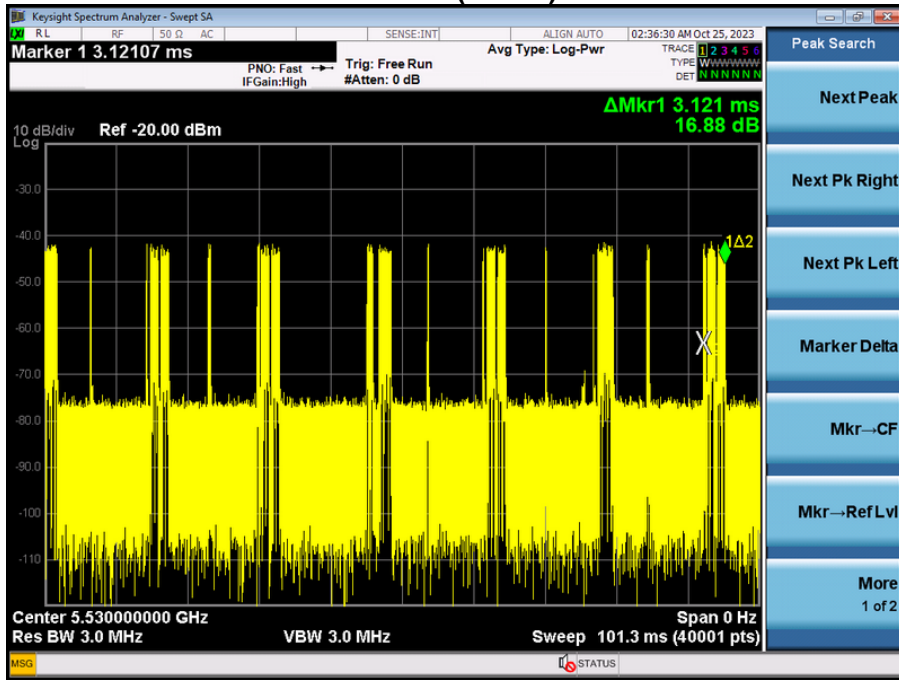 Keysight Spectrum Analyzer - Swept SA
LXI RL RF 50 Ω AC SENSE:INT ALIGN AUTO 02:36:30 AM Oct 25, 2023
Marker 1 3.12107 ms
PNO: Fast
IFGain:High
Trig: Free Run
#Atten: 0 dB
Avg Type: Log-Pwr
TRACE 1 2 3 4 5 6
TYPE WWWWWW
DET N N N N N N
ΔMkr1 3.121 ms
16.88 dB
10 dB/div Ref -20.00 dBm
Log
-30.0
-40.0
1Δ2
-50.0
-60.0
X
-70.0
-80.0
-90.0
-100
-110
Center 5.530000000 GHz Span 0 Hz
Res BW 3.0 MHz VBW 3.0 MHz Sweep 101.3 ms (40001 pts)
MSG STATUS
Peak Search
Next Peak
Next Pk Right
Next Pk Left
Marker Delta
Mkr→CF
Mkr→Ref Lvl
More
1 of 2